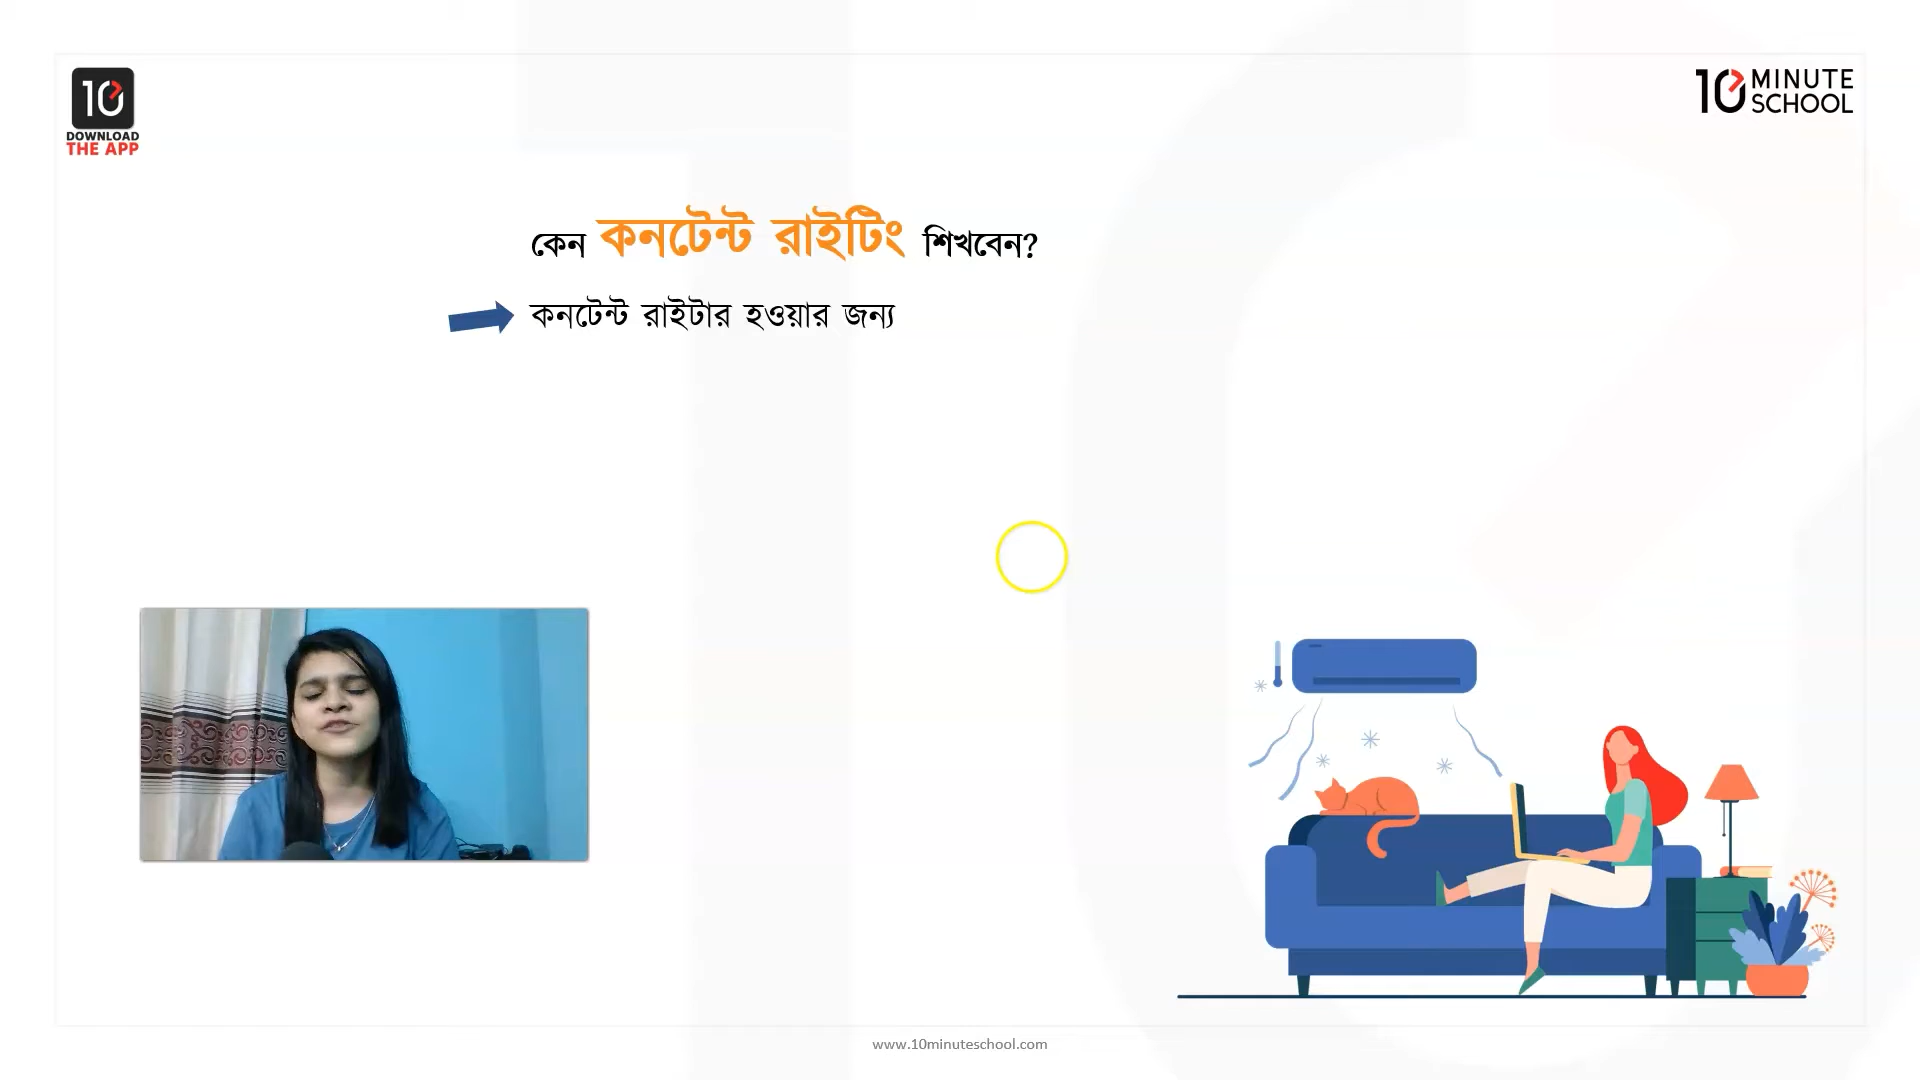 10
DOWNLOAD
THE APP
10 MINUTE
SCHOOL
কেন কনটেন্ট রাইটিং শিখবেন?
কনটেন্ট রাইটার হওয়ার জন্য
www.10minuteschool.com